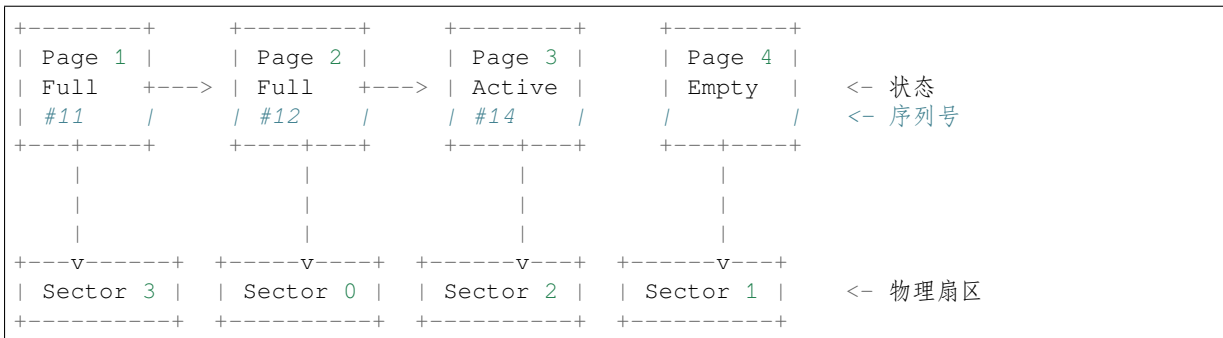 +--------+     +--------+     +--------+     +--------+
| Page 1 |     | Page 2 |     | Page 3 |     | Page 4 |
| Full   +---> | Full   +---> | Active |     | Empty  |   <- 状态
| #11    |     | #12    |     | #14    |     |        |   <- 序列号
+---+----+     +----+---+     +----+---+     +---+----+
    |               |              |             |
    |               |              |             |
    |               |              |             |
+---v------+  +-----v----+  +------v---+  +------v---+
| Sector 3 |  | Sector 0 |  | Sector 2 |  | Sector 1 |   <- 物理扇区
+----------+  +----------+  +----------+  +----------+